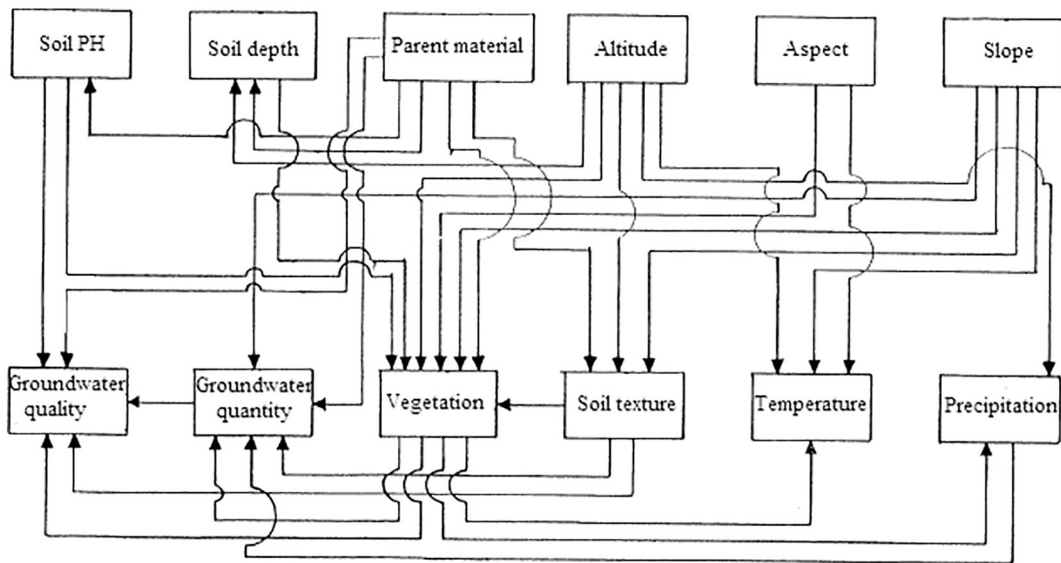 Soil PH
Soil depth
Parent material
Altitude
Aspect
Slope
Groundwater
quality
Groundwater
quantity
Vegetation
Soil texture
Temperature
Precipitation